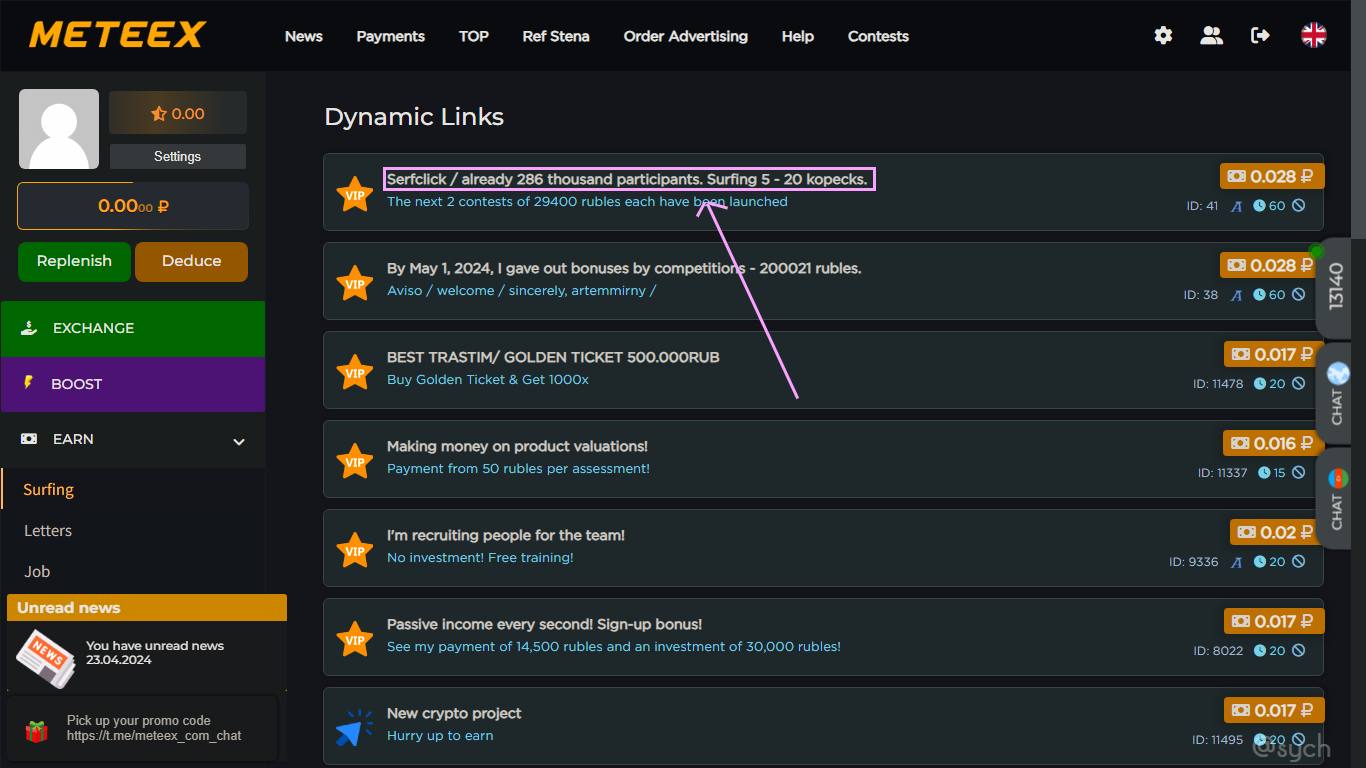 METEEX
News Payments TOP Ref Stena Order Advertising Help Contests
0.00
Settings
0.0000 ₽
Replenish Deduce
EXCHANGE
BOOST
EARN
Surfing
Letters
Job
Unread news
NEWS
You have unread news
23.04.2024
Pick up your promo code
https://t.me/meteex_com_chat
Dynamic Links
VIP
Serfclick / already 286 thousand participants. Surfing 5 - 20 kopecks.
The next 2 contests of 29400 rubles each have been launched
0.028 ₽
ID: 41 A 60
VIP
By May 1, 2024, I gave out bonuses by competitions - 200021 rubles.
Aviso / welcome / sincerely, artemmirny /
0.028 ₽
ID: 38 A 60
VIP
BEST TRASTIM/ GOLDEN TICKET 500.000RUB
Buy Golden Ticket & Get 1000x
0.017 ₽
ID: 11478 20
VIP
Making money on product valuations!
Payment from 50 rubles per assessment!
0.016 ₽
ID: 11337 15
VIP
I'm recruiting people for the team!
No investment! Free training!
0.02 ₽
ID: 9336 A 20
VIP
Passive income every second! Sign-up bonus!
See my payment of 14,500 rubles and an investment of 30,000 rubles!
0.017 ₽
ID: 8022 20
New crypto project
Hurry up to earn
0.017 ₽
ID: 11495 20
13140
CHAT
CHAT
@sych